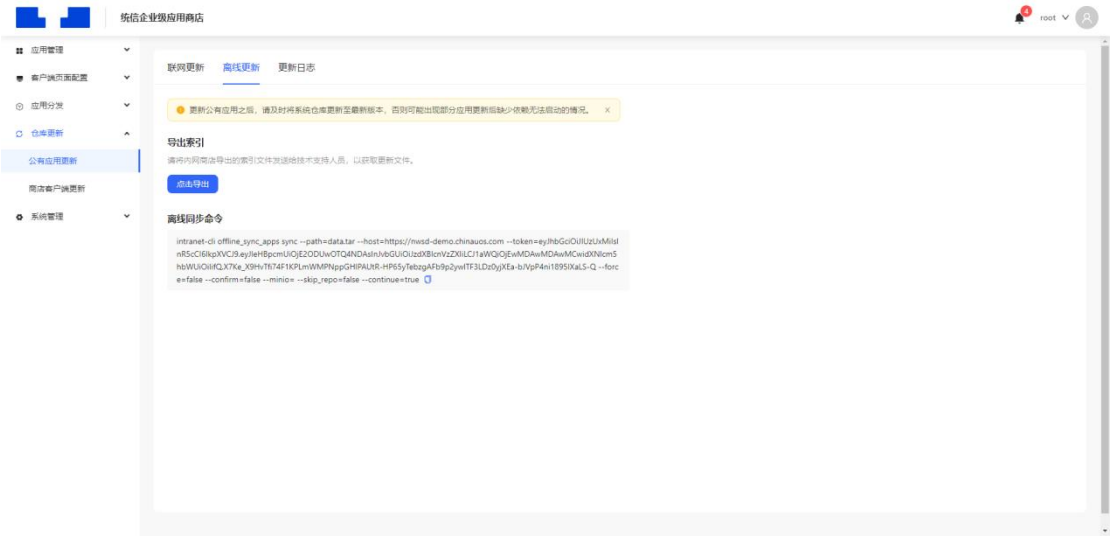 统信企业级应用商店
4
root
应用管理
客户端页面配置
应用分发
仓库更新
公有应用更新
商店客户端更新
系统管理
联网更新 离线更新 更新日志
更新公有应用之后，请及时将系统仓库更新至最新版本，否则可能出现部分应用更新后缺少依赖无法启动的情况。
导出索引
请将内网商店导出的索引文件发送给技术支持人员，以获取更新文件。
点击导出
离线同步命令
intranet-cli offline_sync_apps sync --path=data.tar --host=https://nwsd-demo.chinauos.com
e=false --confirm=false --minio= --skip_repo=false --continue=true